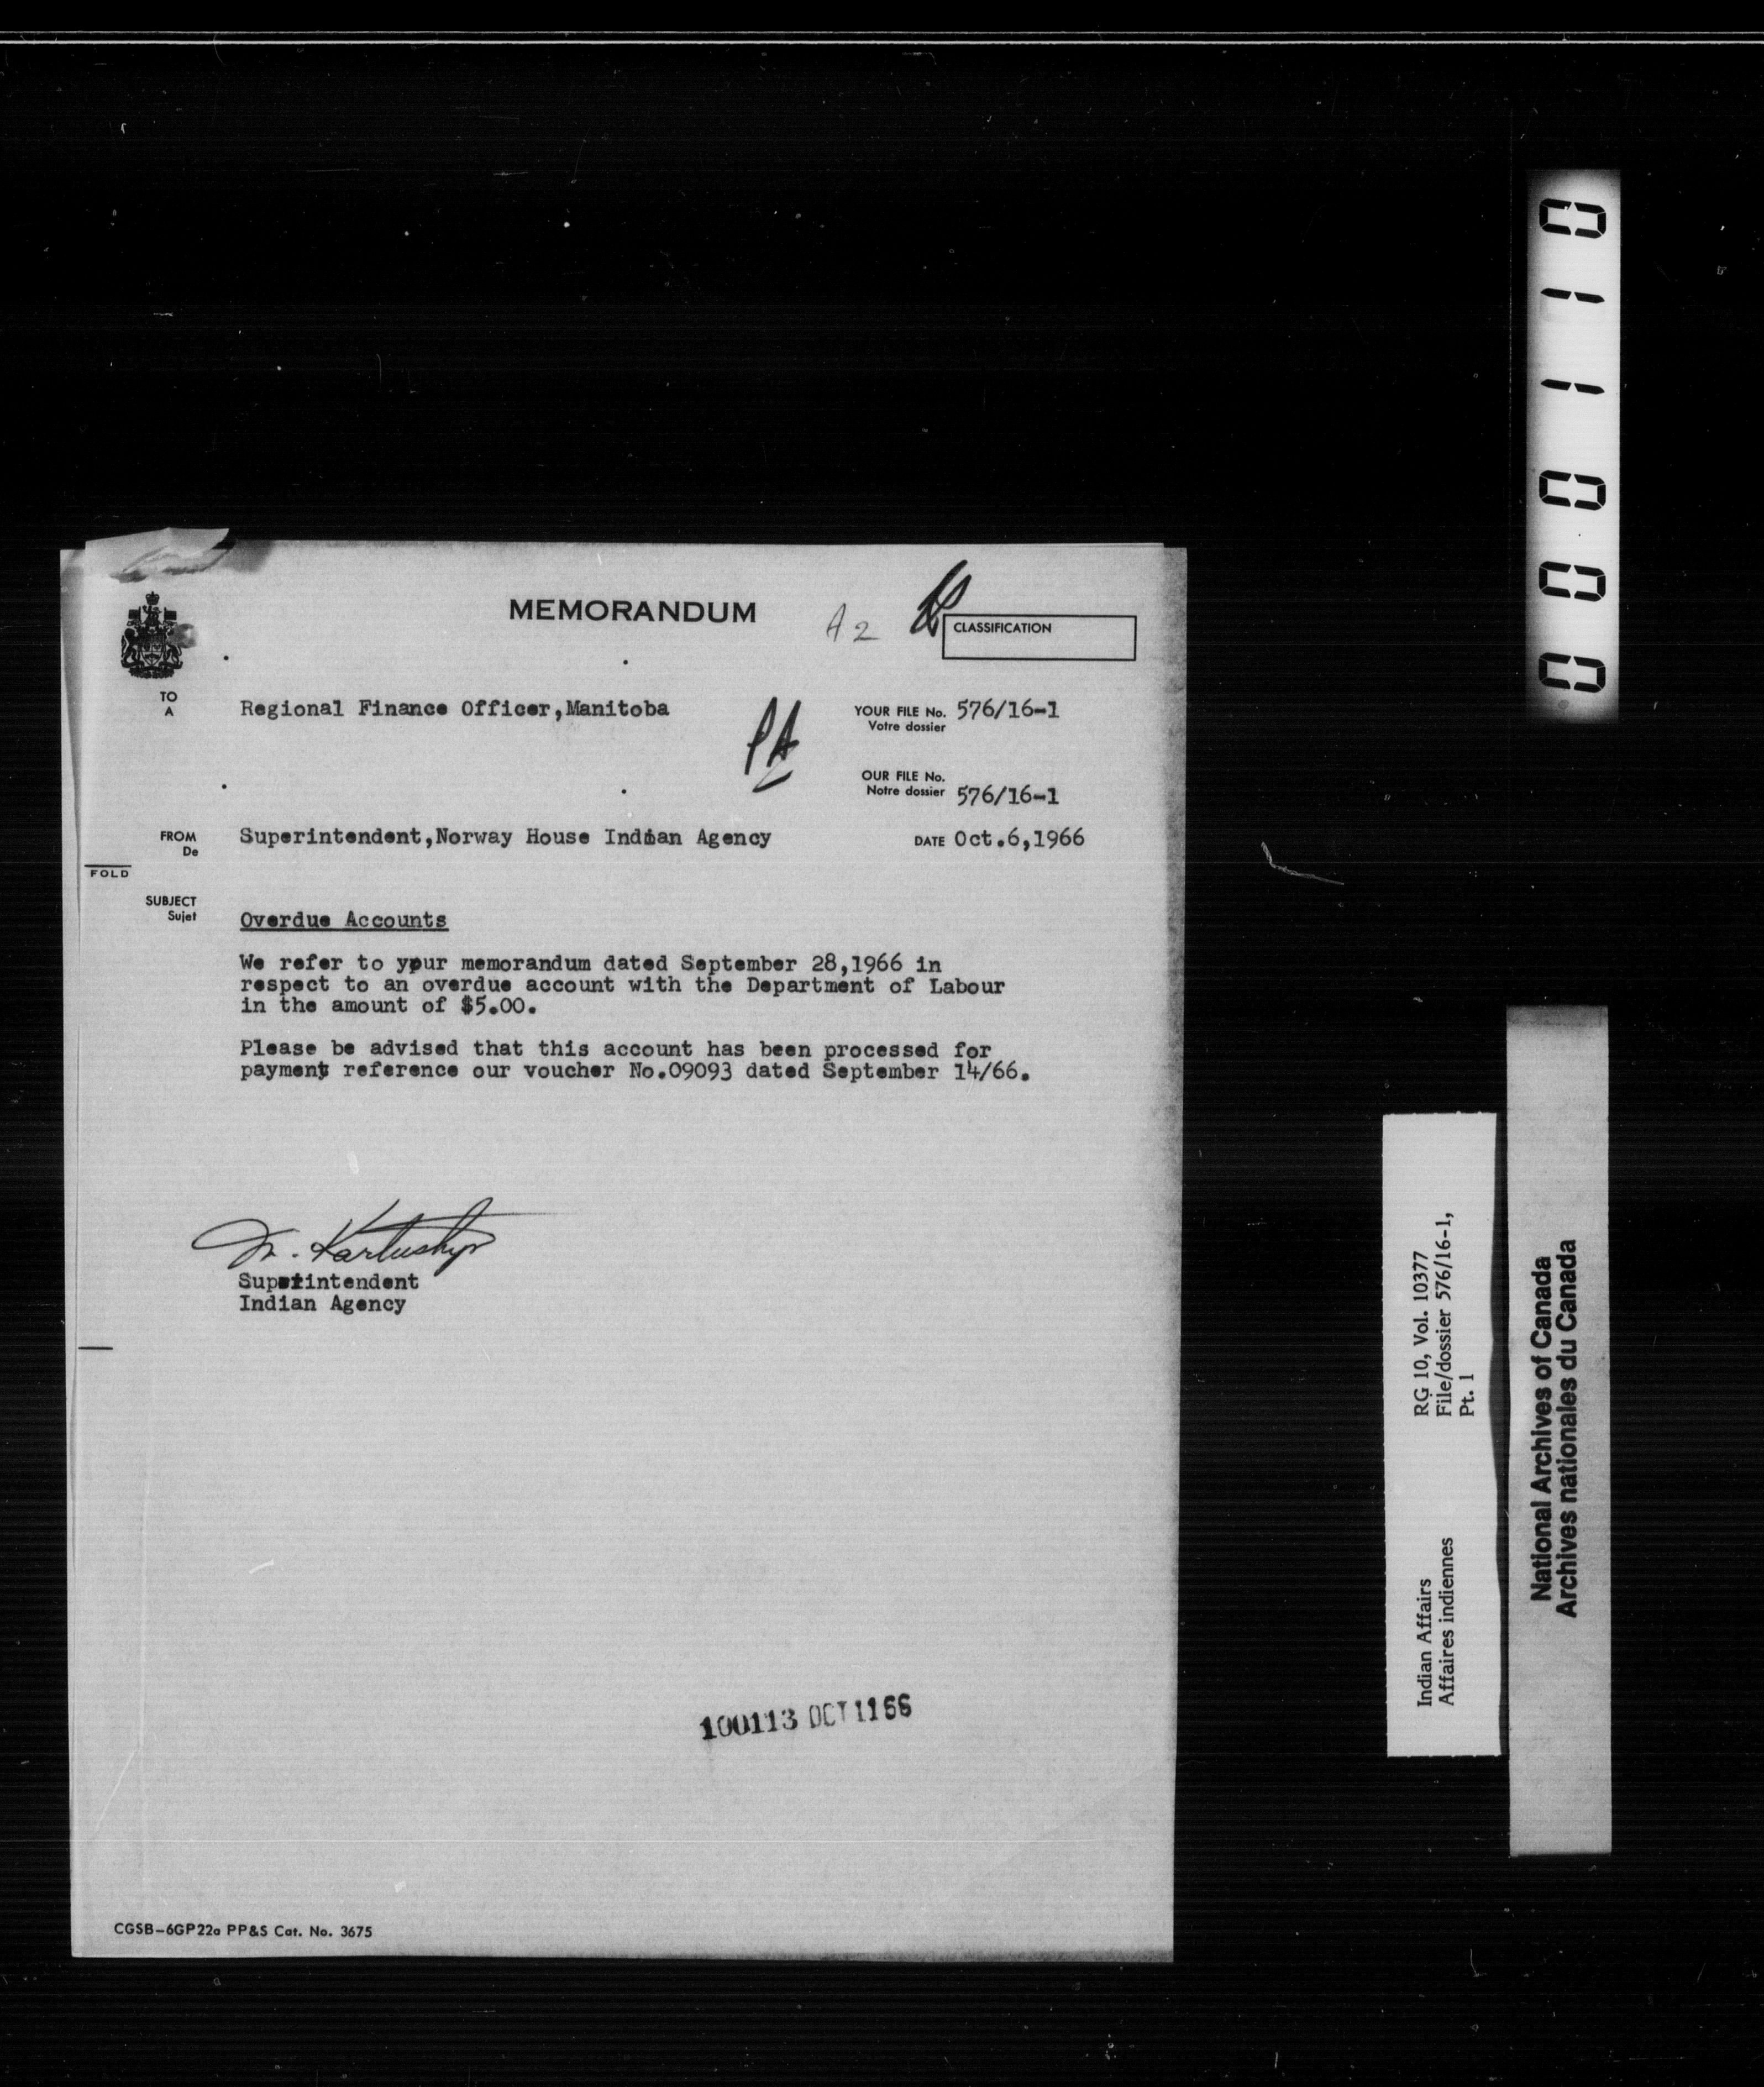 MEMORANDUM
A2
CLASSIFICATION
TO
A
Regional Finance Officer,Manitoba
PA
YOUR FILE No. 576/16-1
Votre dossier
OUR FILE No.
Notre dossier 576/16-1
FROM
De
Superintendent,Norway House Indian Agency
DATE Oct.6,1966
FOLD
SUBJECT
Sujet
Overdue Accounts
We refer to your memorandum dated September 28,1966 in
respect to an overdue account with the Department of Labour
in the amount of $5.00.
Please be advised that this account has been processed for
payment reference our voucher No.09093 dated September 14/66.
Superintendent
Indian Agency
100113 OCT 11 66
CGSB-6GP22a PP&S Cat. No. 3675
000110
RG 10, Vol. 10377
File/dossier 576/16-1,
Pt. 1
Indian Affairs
Affaires indiennes
National Archives of Canada
Archives nationales du Canada